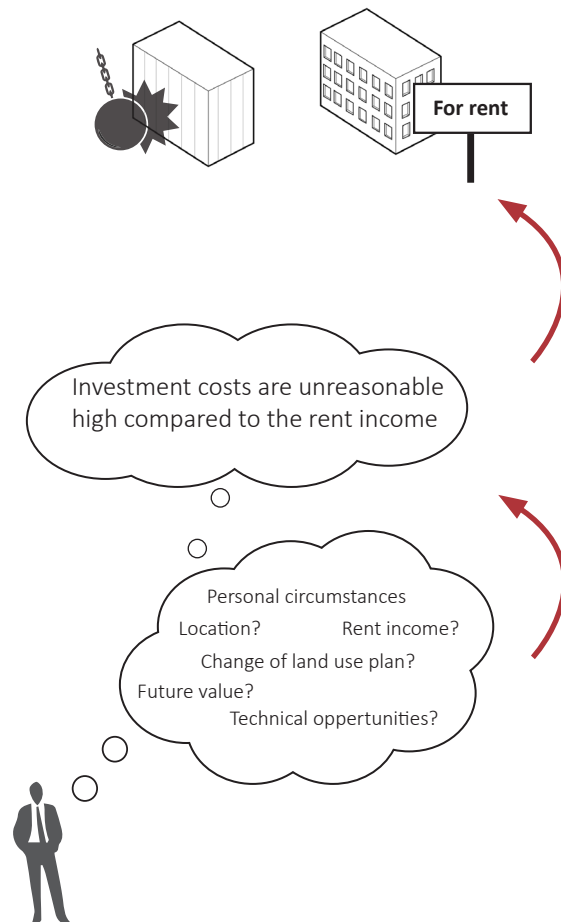 For rent
Investment costs are unreasonable
high compared to the rent income
Personal circumstances
Location? Rent income?
Change of land use plan?
Future value?
Technical oppertunities?